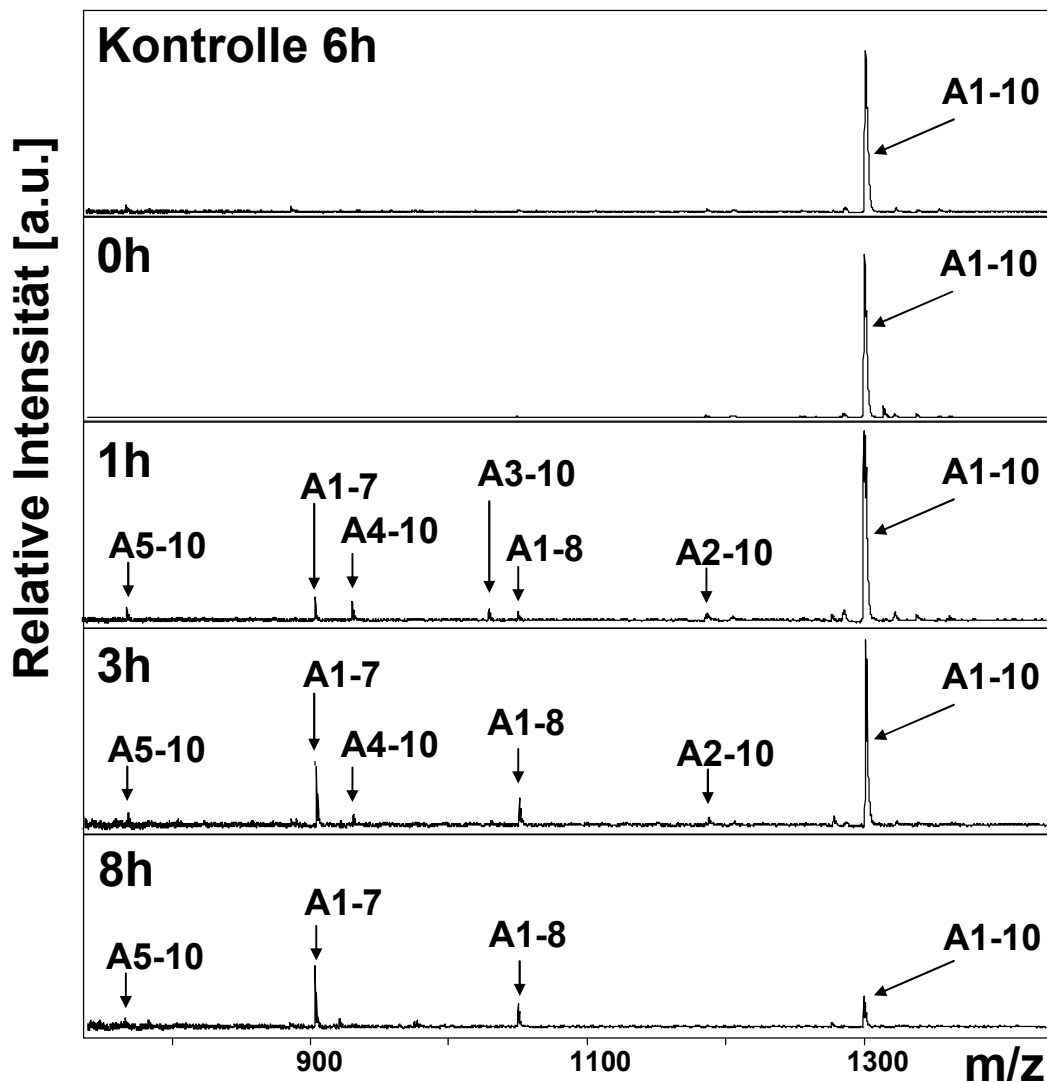 Relative Intensität [a.u.]
Kontrolle 6h
A1-10
0h
A1-10
1h
A5-10
A1-7
A4-10
A3-10
A1-8
A2-10
A1-10
3h
A5-10
A1-7
A4-10
A1-8
A2-10
A1-10
8h
A5-10
A1-7
A1-8
A1-10
900
1100
1300
m/z